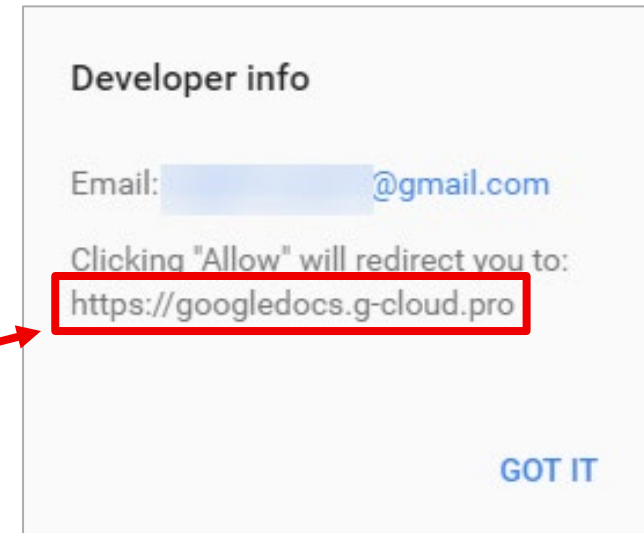 Developer info
Email: @gmail.com
Clicking "Allow" will redirect you to:
https://googledocs.g-cloud.pro
GOT IT